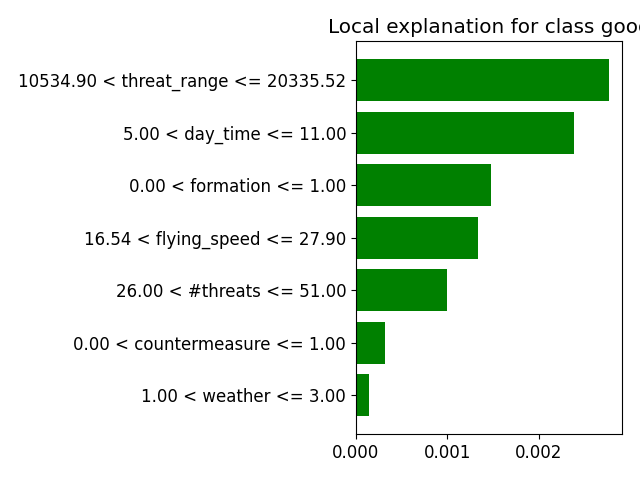 Local explanation for class goo
10534.90 < threat_range <= 20335.52
5.00 < day_time <= 11.00
0.00 < formation <= 1.00
16.54 < flying_speed <= 27.90
26.00 < #threats <= 51.00
0.00 < countermeasure <= 1.00
1.00 < weather <= 3.00
0.000 0.001 0.002